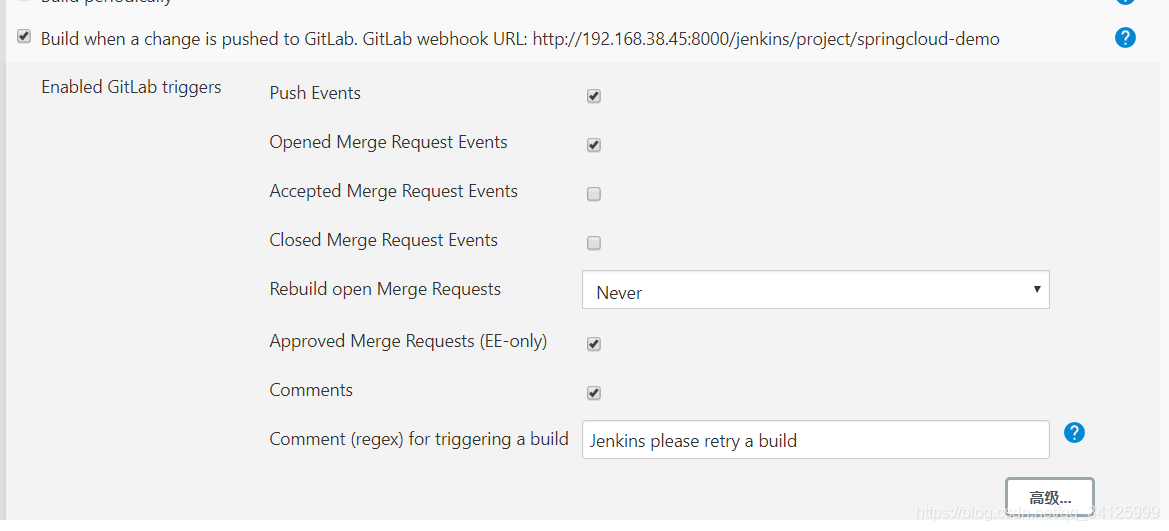 Build periodically
Build when a change is pushed to GitLab. GitLab webhook URL: http://192.168.38.45:8000/jenkins/project/springcloud-demo
Enabled GitLab triggers
Push Events
Opened Merge Request Events
Accepted Merge Request Events
Closed Merge Request Events
Rebuild open Merge Requests
Never
Approved Merge Requests (EE-only)
Comments
Comment (regex) for triggering a build
Jenkins please retry a build
高级...
https://blog.csdn.net/qq_34125999